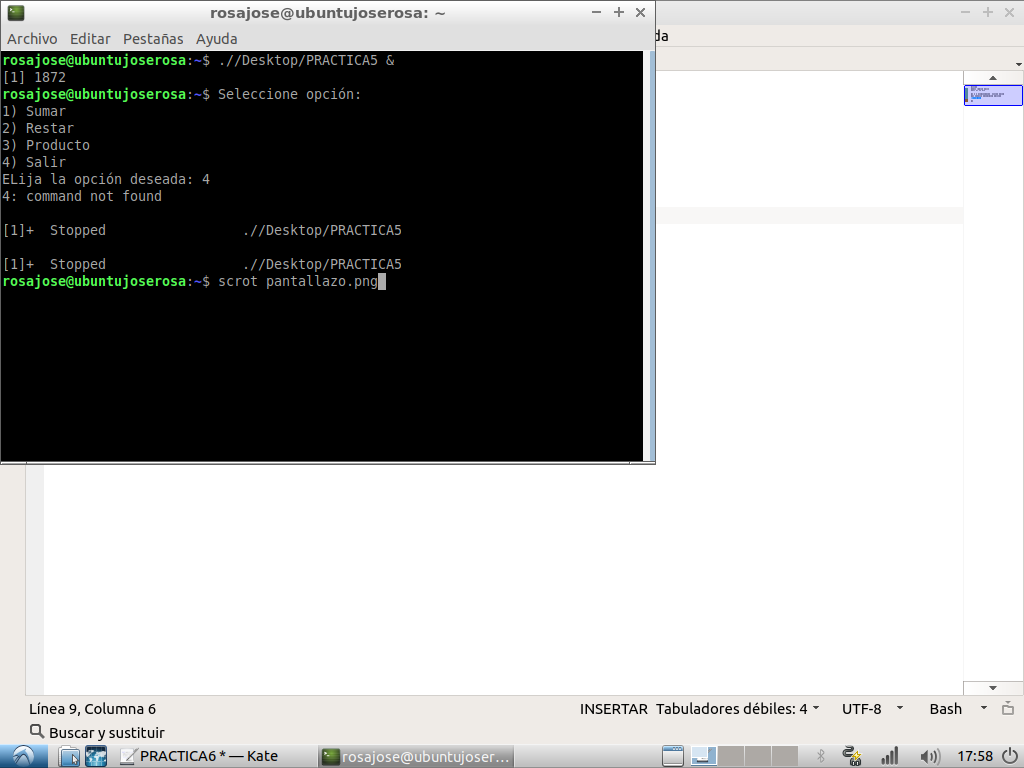 rosajose@ubuntujoserosa: ~
Archivo Editar Pestañas Ayuda
rosajose@ubuntujoserosa:~$ .//Desktop/PRACTICA5 &
[1] 1872
rosajose@ubuntujoserosa:~$ Seleccione opción:
1) Sumar
2) Restar
3) Producto
4) Salir
ELija la opción deseada: 4
4: command not found
[1]+  Stopped                 .//Desktop/PRACTICA5
[1]+  Stopped                 .//Desktop/PRACTICA5
rosajose@ubuntujoserosa:~$ scrot pantallazo.png
da
Línea 9, Columna 6
INSERTAR Tabuladores débiles: 4 UTF-8 Bash
Buscar y sustituir
PRACTICA6 * — Kate
rosajose@ubuntujoser...
17:58